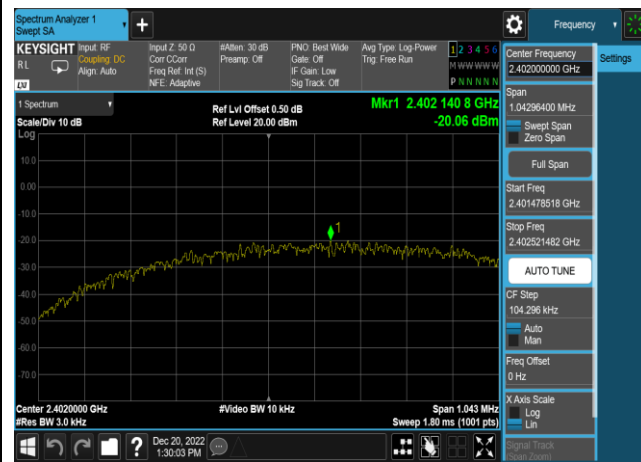 Spectrum Analyzer 1
Swept SA
+
Frequency
KEYSIGHT
RL
LXI
Input: RF
Coupling: DC
Align: Auto
Input Z: 50 Ω
Corr CCorr
Freq Ref: Int (S)
NFE: Adaptive
#Atten: 30 dB
Preamp: Off
PNO: Best Wide
Gate: Off
IF Gain: Low
Sig Track: Off
Avg Type: Log-Power
Trig: Free Run
1 2 3 4 5 6
M W W W W W
P N N N N N
Center Frequency
2.402000000 GHz
Settings
Span
1.04296400 MHz
Swept Span
Zero Span
Full Span
Start Freq
2.401478518 GHz
Stop Freq
2.402521482 GHz
AUTO TUNE
CF Step
104.296 kHz
Auto
Man
Freq Offset
0 Hz
X Axis Scale
Log
Lin
Signal Track
(Span Zoom)
1 Spectrum
Scale/Div 10 dB
Log
Ref Lvl Offset 0.50 dB
Ref Level 20.00 dBm
Mkr1 2.402 140 8 GHz
-20.06 dBm
10.0
0.00
-10.0
-20.0
-30.0
-40.0
-50.0
-60.0
-70.0
1
Center 2.4020000 GHz
#Res BW 3.0 kHz
#Video BW 10 kHz
Span 1.043 MHz
Sweep 1.80 ms (1001 pts)
?
Dec 20, 2022
1:30:03 PM